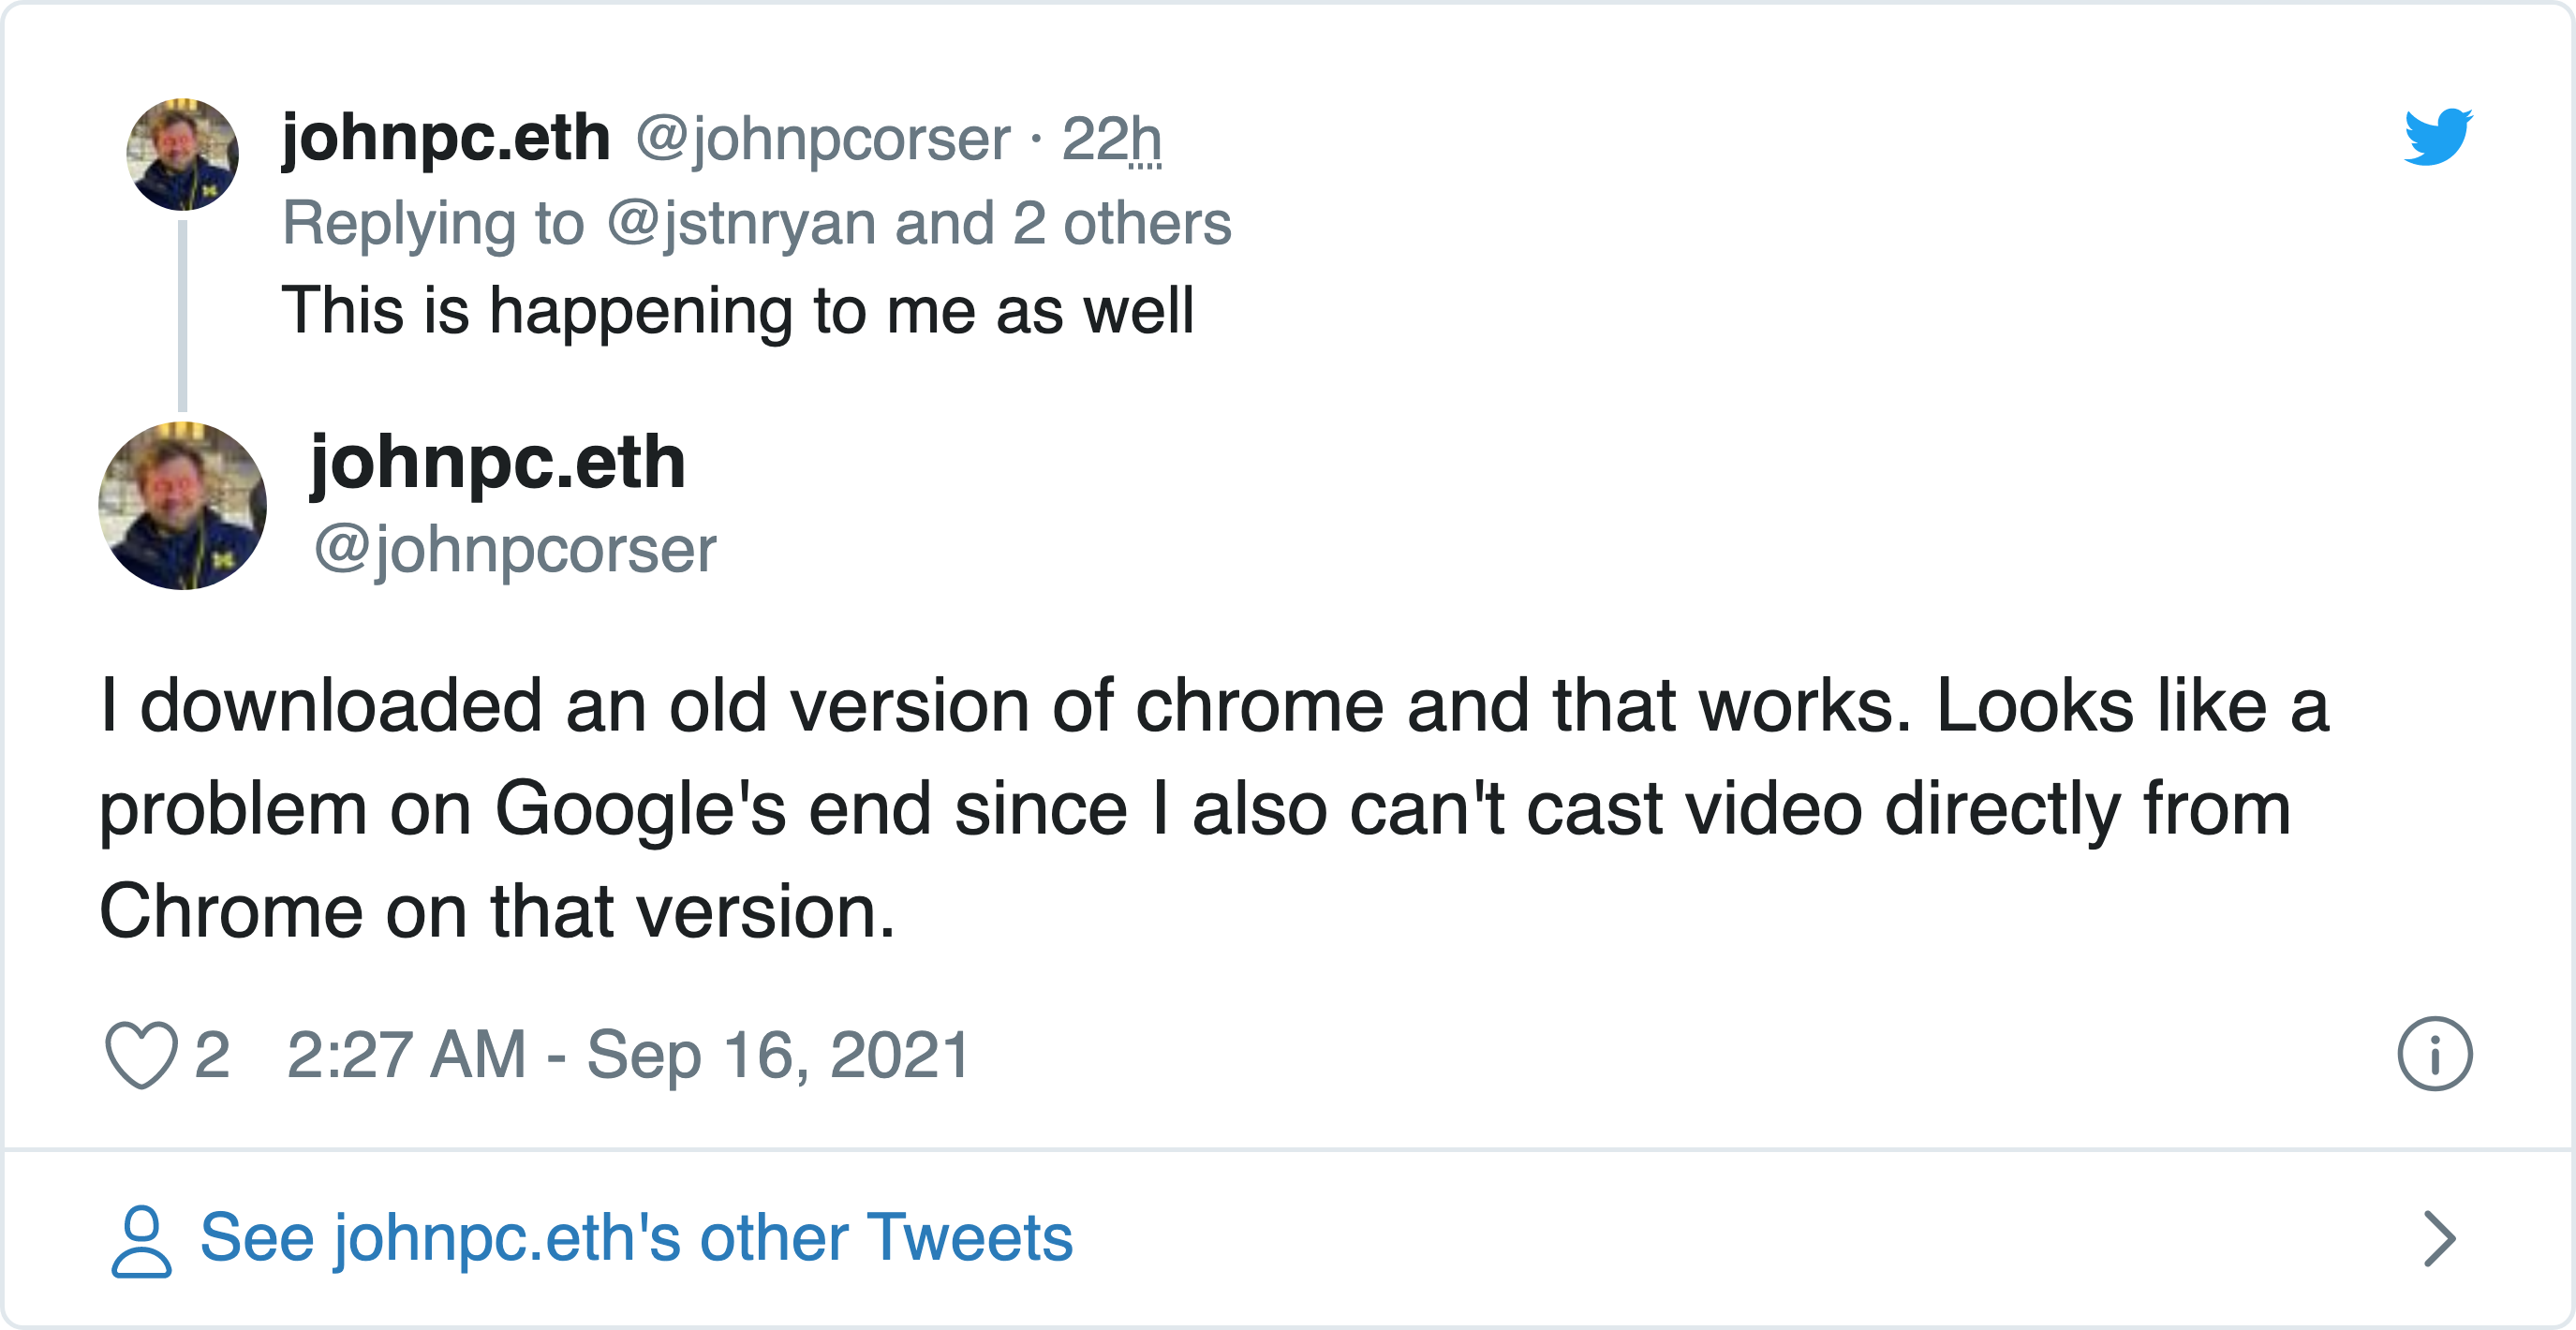 johnpc.eth @johnpcorser · 22h
Replying to @jstnryan and 2 others
This is happening to me as well
johnpc.eth
@johnpcorser
I downloaded an old version of chrome and that works. Looks like a
problem on Google's end since I also can't cast video directly from
Chrome on that version.
2 2:27 AM - Sep 16, 2021
See johnpc.eth's other Tweets